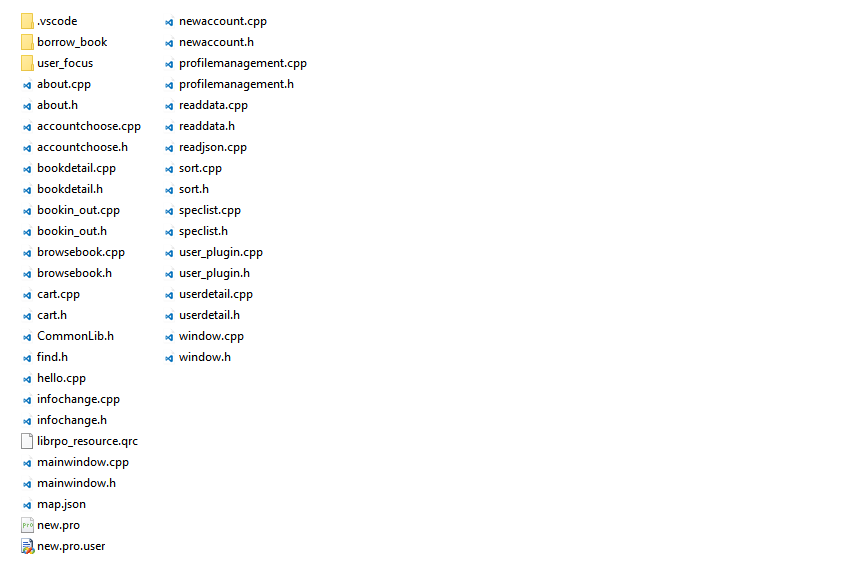 .vscode
borrow_book
user_focus
about.cpp
about.h
accountchoose.cpp
accountchoose.h
bookdetail.cpp
bookdetail.h
bookin_out.cpp
bookin_out.h
browsebook.cpp
browsebook.h
cart.cpp
cart.h
CommonLib.h
find.h
hello.cpp
infochange.cpp
infochange.h
librpo_resource.qrc
mainwindow.cpp
mainwindow.h
map.json
new.pro
new.pro.user
newaccount.cpp
newaccount.h
profilemanagement.cpp
profilemanagement.h
readdata.cpp
readdata.h
readjson.cpp
sort.cpp
sort.h
speclist.cpp
speclist.h
user_plugin.cpp
user_plugin.h
userdetail.cpp
userdetail.h
window.cpp
window.h